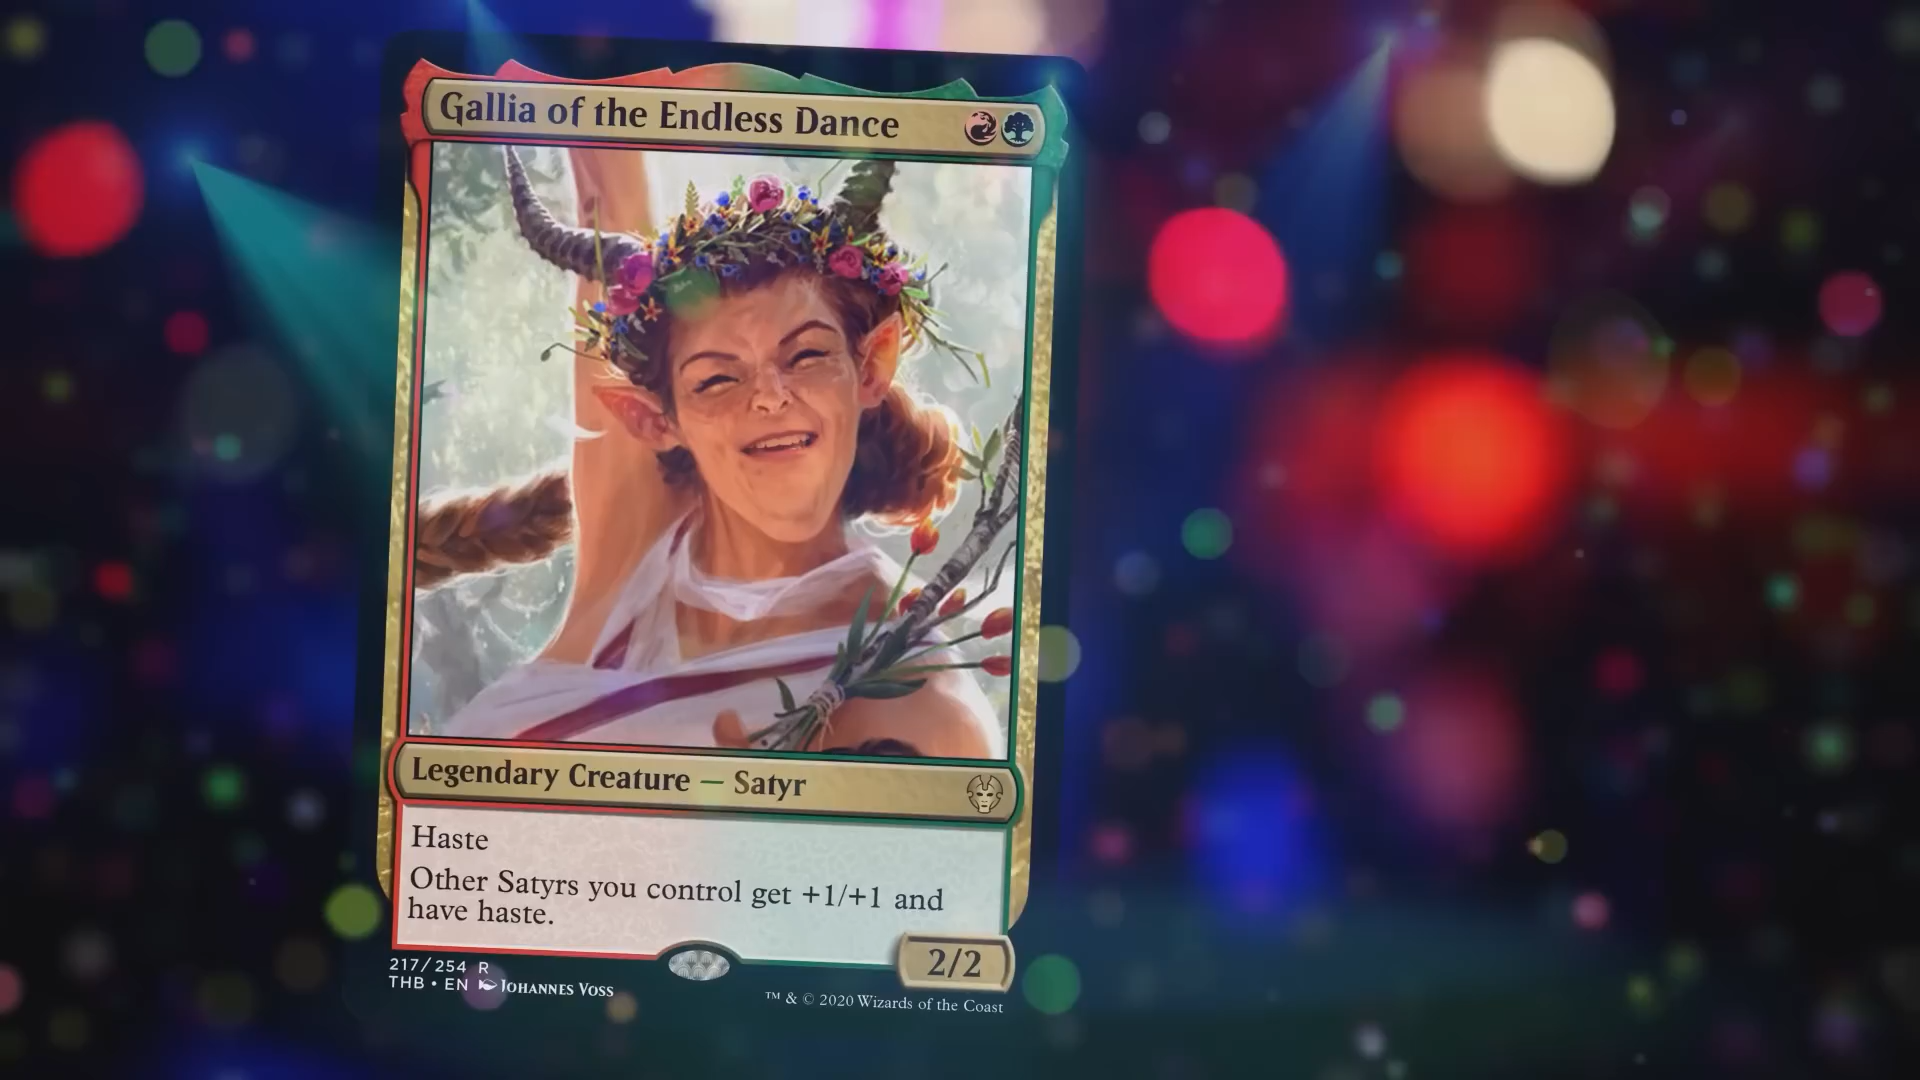 Gallia of the Endless Dance
Legendary Creature — Satyr
Haste
Other Satyrs you control get +1/+1 and
have haste.
2/2
217/254 R
THB • EN Johannes Voss
™ & © 2020 Wizards of the Coast